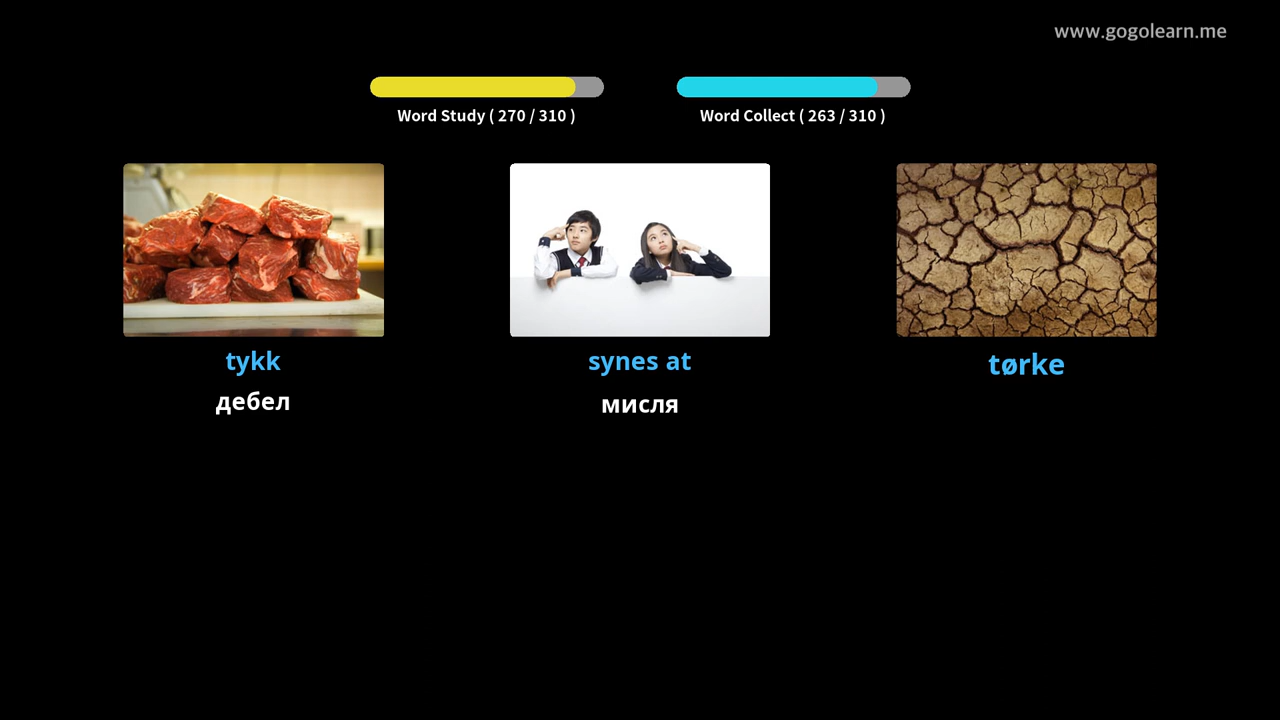 www.gogolearn.me
Word Study ( 270 / 310 )
Word Collect ( 263 / 310 )
tykk
дебел
synes at
мисля
tørke